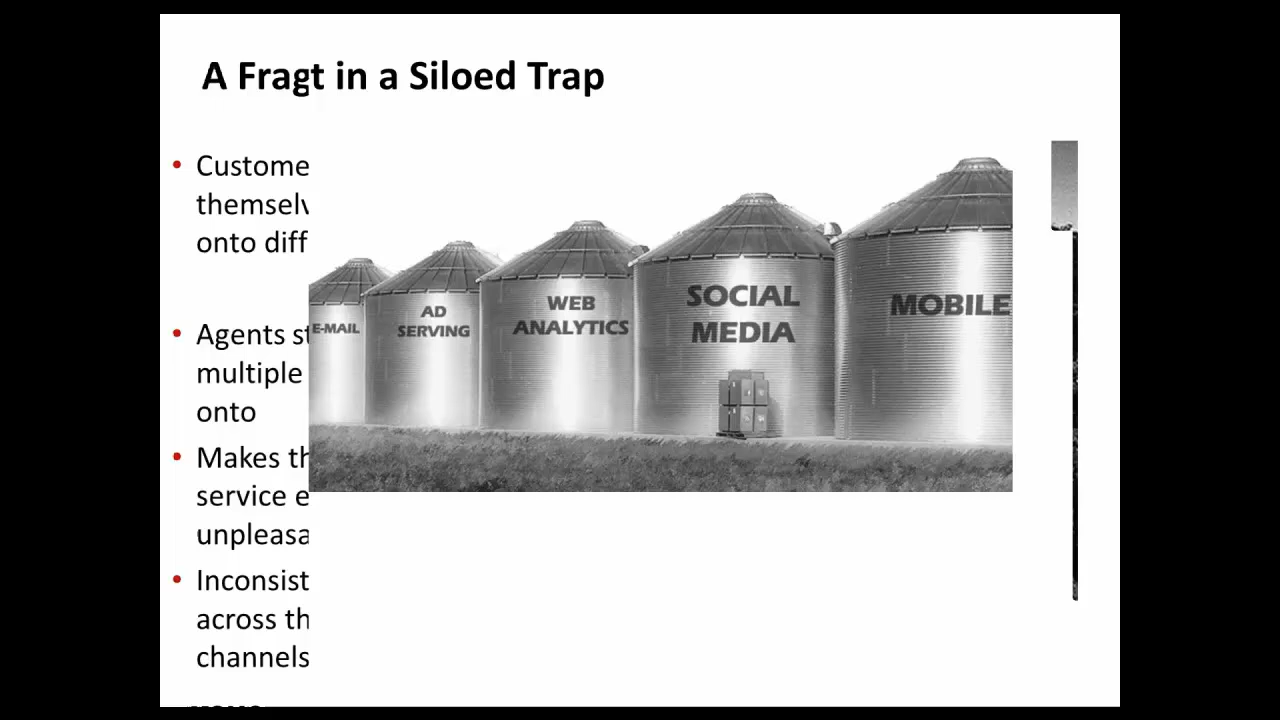 A Fragt in a Siloed Trap
• Custome
themselv
onto diff
• Agents st
multiple
onto
• Makes th
service e
unpleasa
• Inconsist
across th
channels
E-MAIL
AD
SERVING
WEB
ANALYTICS
SOCIAL
MEDIA
MOBILE